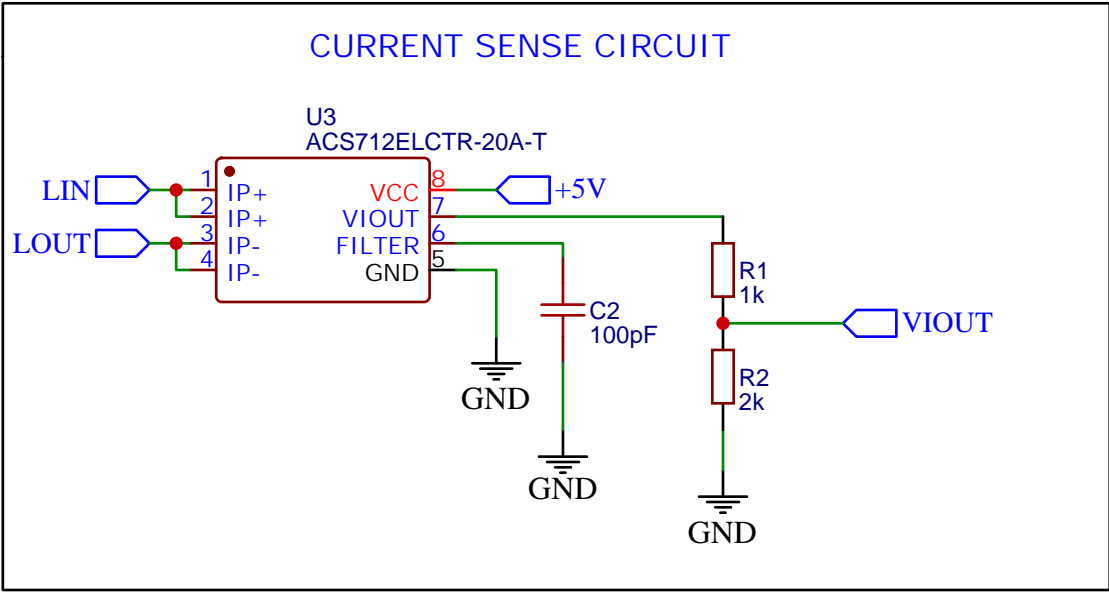 CURRENT SENSE CIRCUIT
U3
ACS712ELCTR-20A-T
LIN
1
IP+
VCC
8
+5V
2
IP+
VIOUT
7
LOUT
3
IP-
FILTER
6
4
IP-
GND
5
R1
1k
C2
100pF
VIOUT
R2
2k
GND
GND
GND